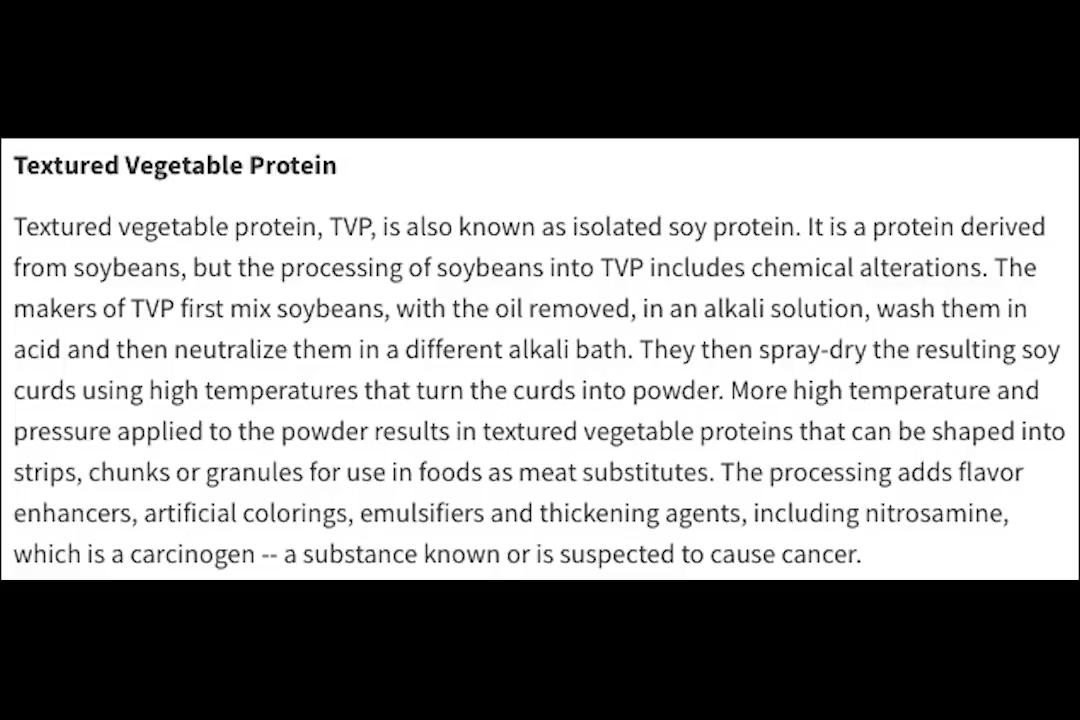 Textured Vegetable Protein
Textured vegetable protein, TVP, is also known as isolated soy protein. It is a protein derived
from soybeans, but the processing of soybeans into TVP includes chemical alterations. The
makers of TVP first mix soybeans, with the oil removed, in an alkali solution, wash them in
acid and then neutralize them in a different alkali bath. They then spray-dry the resulting soy
curds using high temperatures that turn the curds into powder. More high temperature and
pressure applied to the powder results in textured vegetable proteins that can be shaped into
strips, chunks or granules for use in foods as meat substitutes. The processing adds flavor
enhancers, artificial colorings, emulsifiers and thickening agents, including nitrosamine,
which is a carcinogen -- a substance known or is suspected to cause cancer.